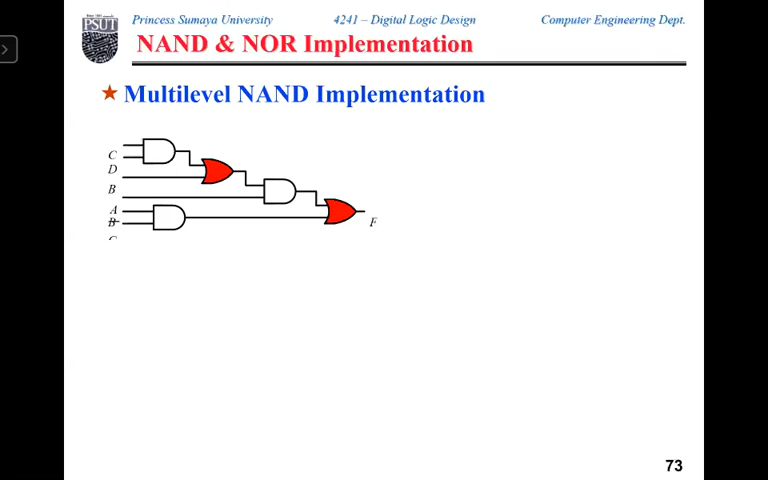 Princess Sumaya University 4241 – Digital Logic Design Computer Engineering Dept.
PSUT
NAND & NOR Implementation
Multilevel NAND Implementation
C
D
B
A
B
F
73